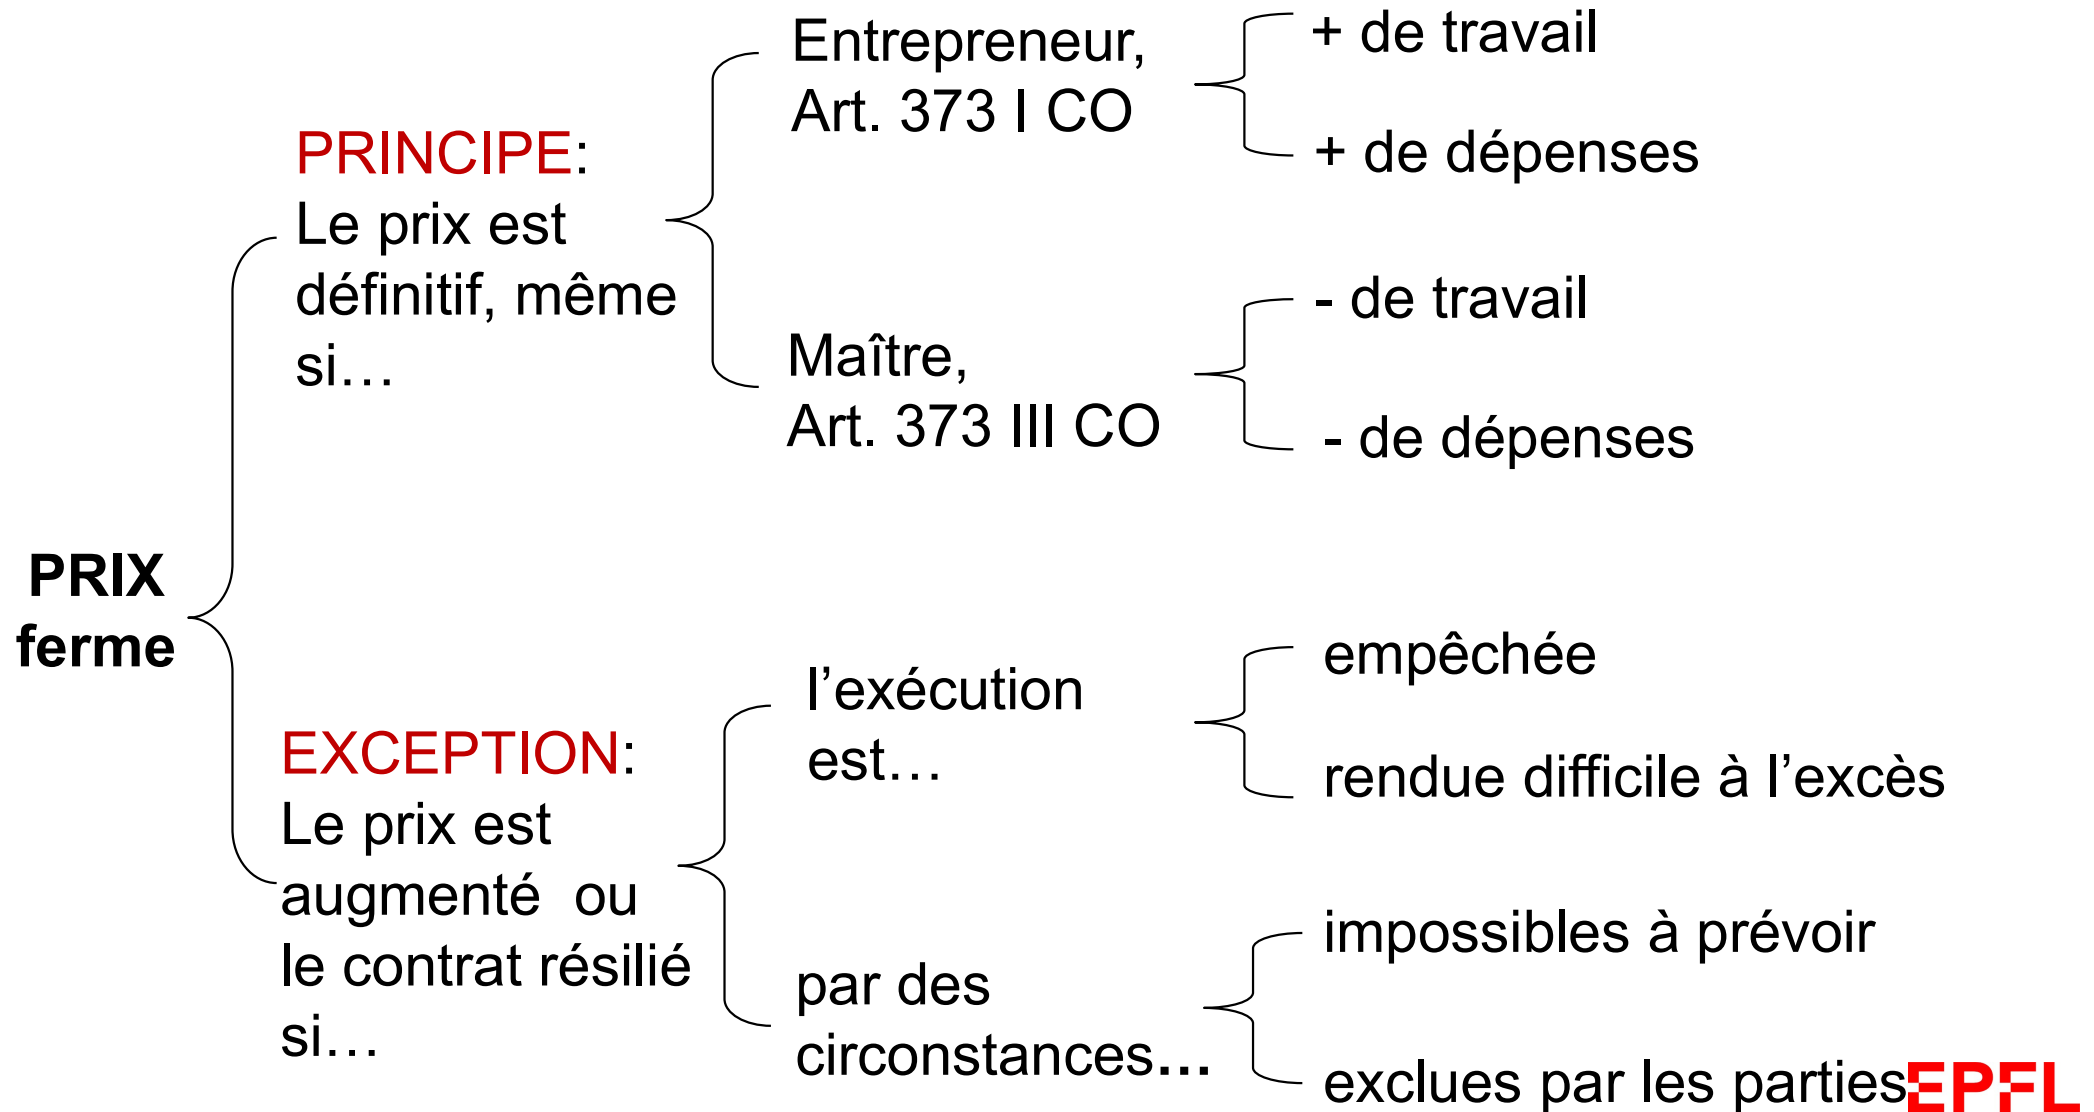 PRIX
ferme
PRINCIPE:
Le prix est
définitif, même
si…
Entrepreneur,
Art. 373 I CO
+ de travail
+ de dépenses
Maître,
Art. 373 III CO
- de travail
- de dépenses
EXCEPTION:
Le prix est
augmenté ou
le contrat résilié
si…
l’exécution
est…
empêchée
rendue difficile à l’excès
par des
circonstances…
impossibles à prévoir
exclues par les parties
EPFL